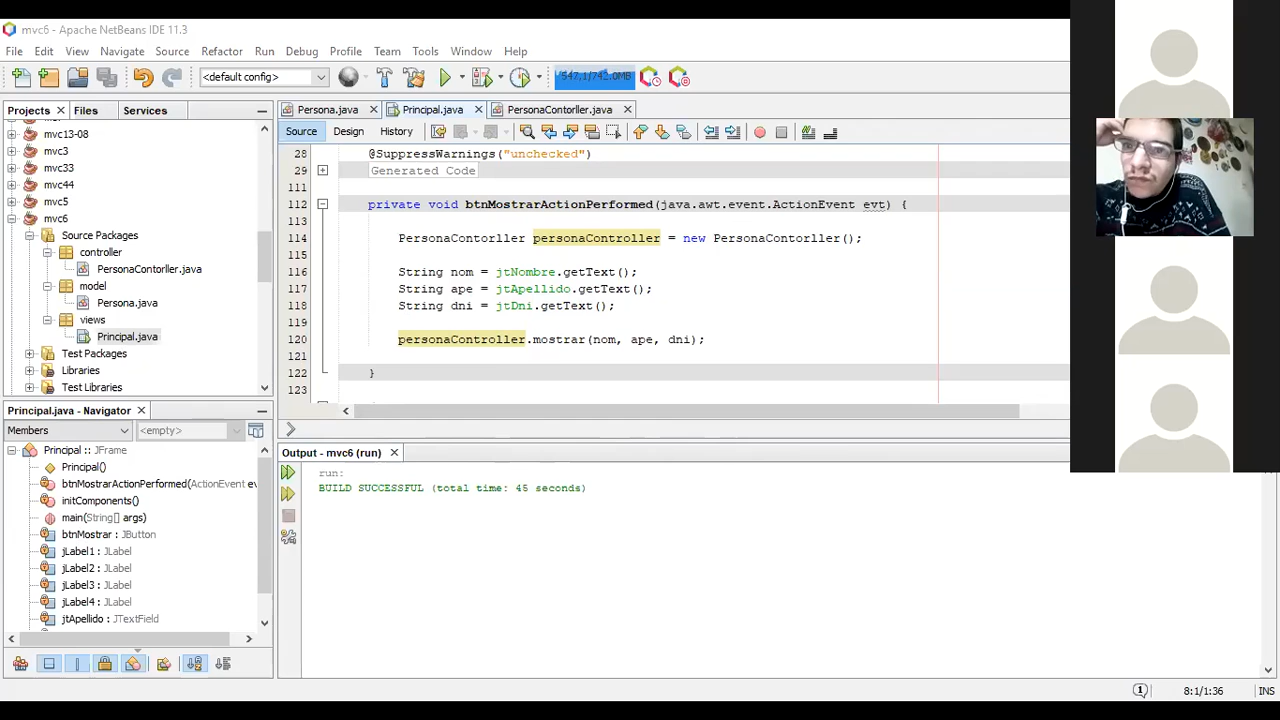 mvc6 - Apache NetBeans IDE 11.3
File Edit View Navigate Source Refactor Run Debug Profile Team Tools Window Help
<default config>
547,1/742,0MB
Projects Files Services
Persona.java Principal.java PersonaContorller.java
Source Design History
mvc13-08
mvc3
mvc33
mvc44
mvc5
mvc6
Source Packages
controller
PersonaContorller.java
model
Persona.java
views
Principal.java
Test Packages
Libraries
Test Libraries
28 @SuppressWarnings("unchecked")
29 Generated Code
111
112 private void btnMostrarActionPerformed(java.awt.event.ActionEvent evt) {
113
114 PersonaContorller personaController = new PersonaContorller();
115
116 String nom = jtNombre.getText();
117 String ape = jtApellido.getText();
118 String dni = jtDni.getText();
119
120 personaController.mostrar(nom, ape, dni);
121
122 }
123
Principal.java - Navigator
Members <empty>
Principal :: JFrame
Principal()
btnMostrarActionPerformed(ActionEvent ev
initComponents()
main(String[] args)
btnMostrar : JButton
jLabel1 : JLabel
jLabel2 : JLabel
jLabel3 : JLabel
jLabel4 : JLabel
jtApellido : JTextField
Output - mvc6 (run)
run:
BUILD SUCCESSFUL (total time: 45 seconds)
8:1/1:36 INS